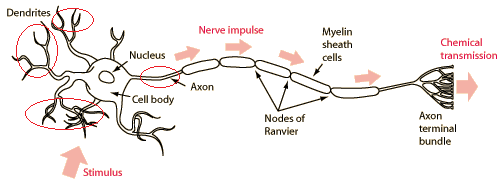 Dendrites
Nucleus
Cell body
Axon
Stimulus
Nerve impulse
Myelin
sheath
cells
Nodes of
Ranvier
Chemical
transmission
Axon
terminal
bundle